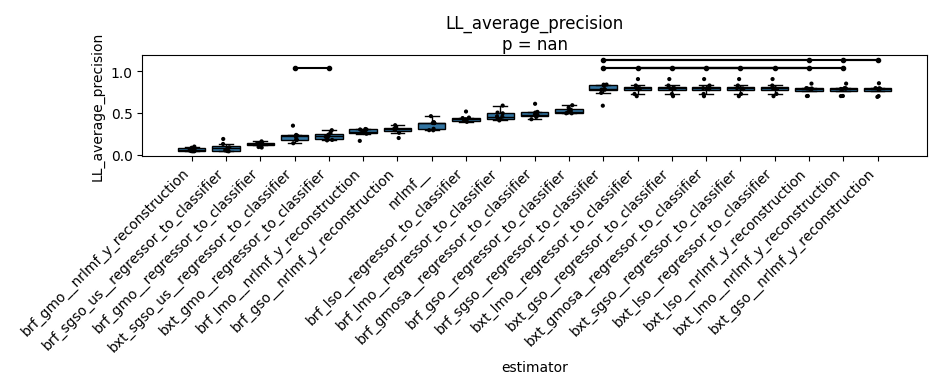 LL_average_precision
p = nan
LL_average_precision
1.0
0.5
0.0
brf_gmo__nrlmf_y_reconstruction
brf_sgso_us__regressor_to_classifier
brf_gmo__regressor_to_classifier
bxt_sgso_us__regressor_to_classifier
bxt_gmo__regressor_to_classifier
brf_lmo__nrlmf_y_reconstruction
brf_gso__nrlmf_y_reconstruction
nrlmf__
brf_lso__regressor_to_classifier
brf_lmo__regressor_to_classifier
brf_gmosa__regressor_to_classifier
brf_gso__regressor_to_classifier
brf_sgso__regressor_to_classifier
bxt_lmo__regressor_to_classifier
bxt_gso__regressor_to_classifier
bxt_gmosa__regressor_to_classifier
bxt_sgso__regressor_to_classifier
bxt_lso__regressor_to_classifier
bxt_lso__nrlmf_y_reconstruction
bxt_lmo__nrlmf_y_reconstruction
bxt_gso__nrlmf_y_reconstruction
estimator